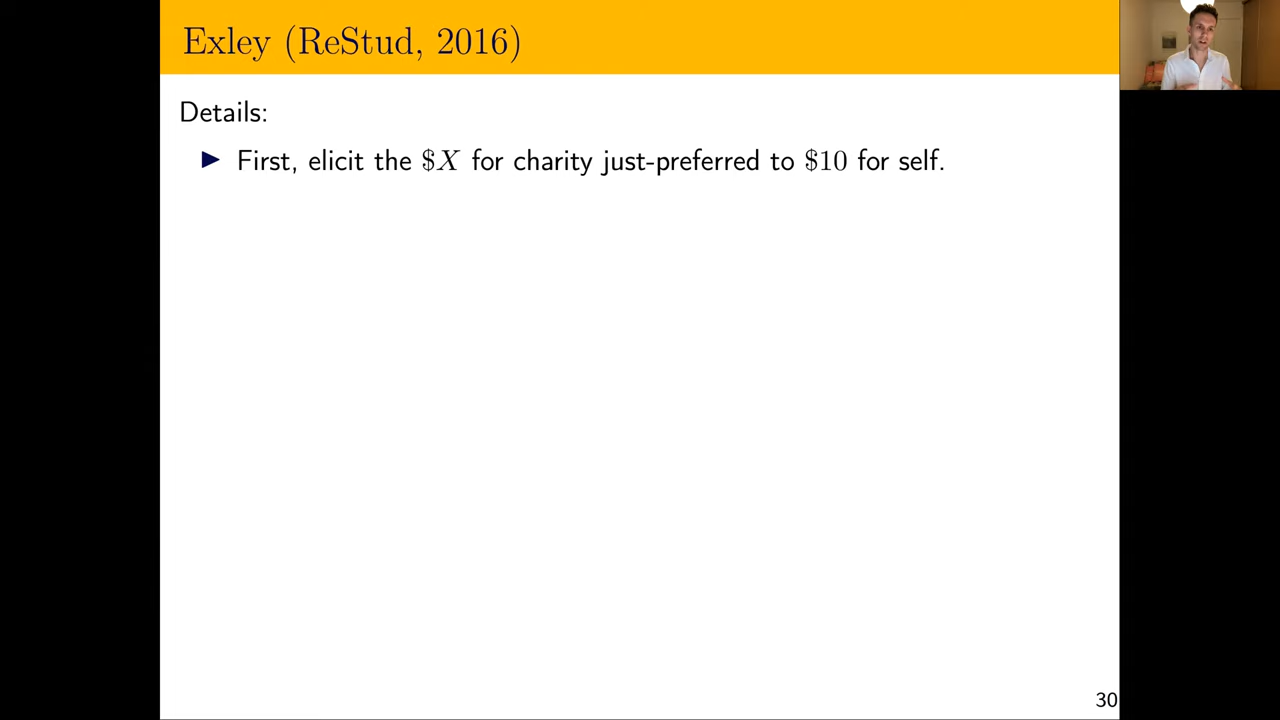 Exley (ReStud, 2016)
Details:
▶ First, elicit the $X for charity just-preferred to $10 for self.
30